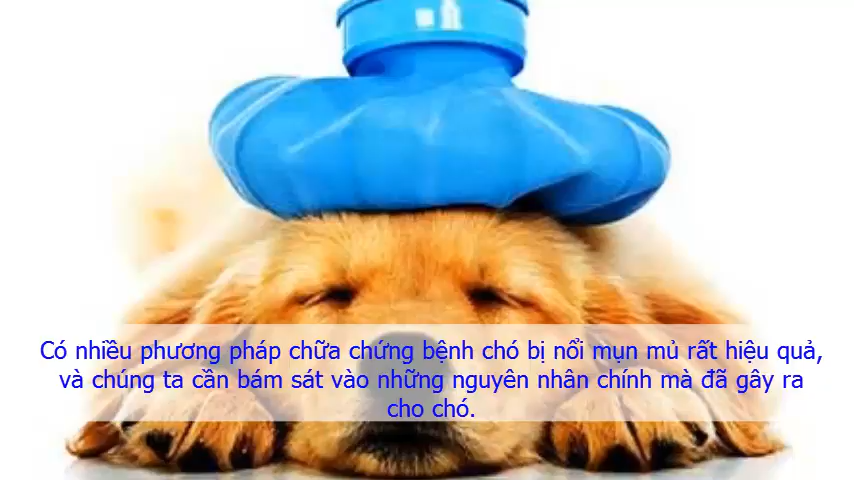 Có nhiều phương pháp chữa chứng bệnh chó bị nổi mụn mủ rất hiệu quả,
và chúng ta cần bám sát vào những nguyên nhân chính mà đã gây ra
cho chó.